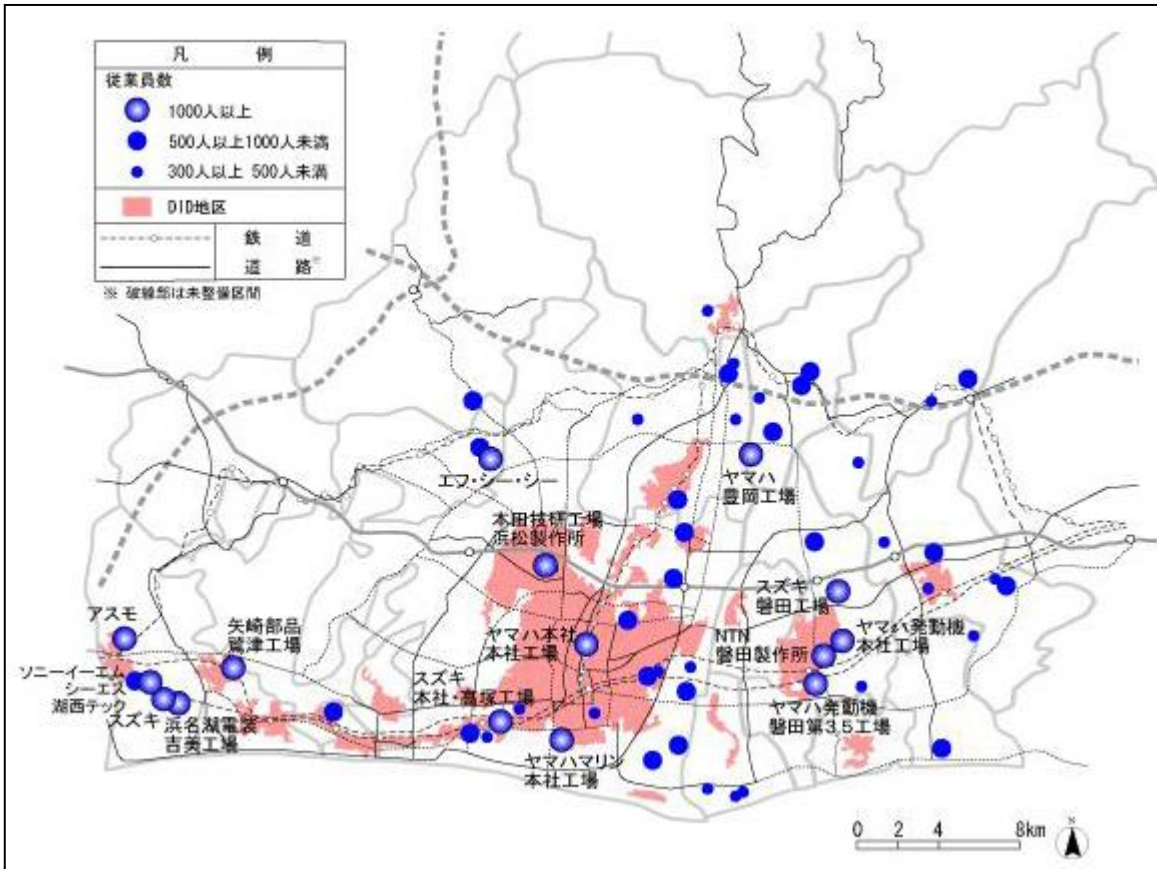 凡 例
従業員数
1000人以上
500人以上1000人未満
300人以上 500人未満
DID地区
鉄 道
道 路※
※ 破線部は未整備区間
エフ・シー・シー
ヤマハ
豊岡工場
本田技研工場
浜松製作所
スズキ
磐田工場
アスモ
矢崎部品
鷲津工場
ヤマハ本社
本社工場
NTN
磐田製作所
ヤマハ発動機
本社工場
ソニーイーエム
シーエス
湖西テック
スズキ
浜名湖電装
吉美工場
スズキ
本社・高塚工場
ヤマハマリン
本社工場
ヤマハ発動機
磐田第3,5工場
0 2 4 8km
N